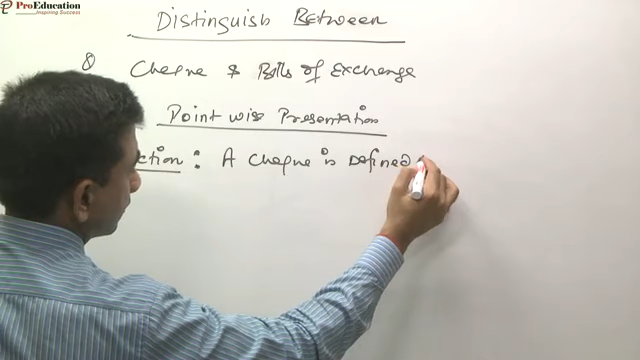 ProEducation
Inspiring Success
Distinguish Between
8) Cheque & Bills of Exchange
Point wise Presentation
ction : A Cheque is Defined